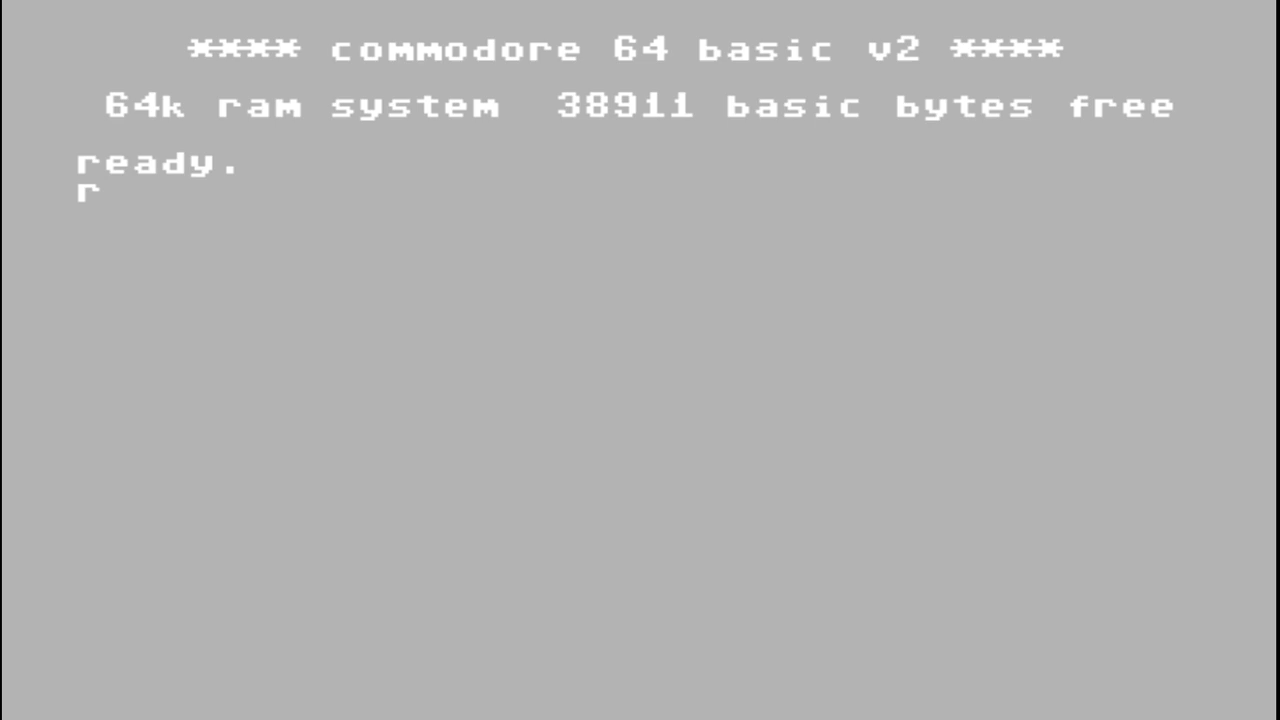 **** commodore 64 basic v2 ****
64k ram system  38911 basic bytes free
ready.
r